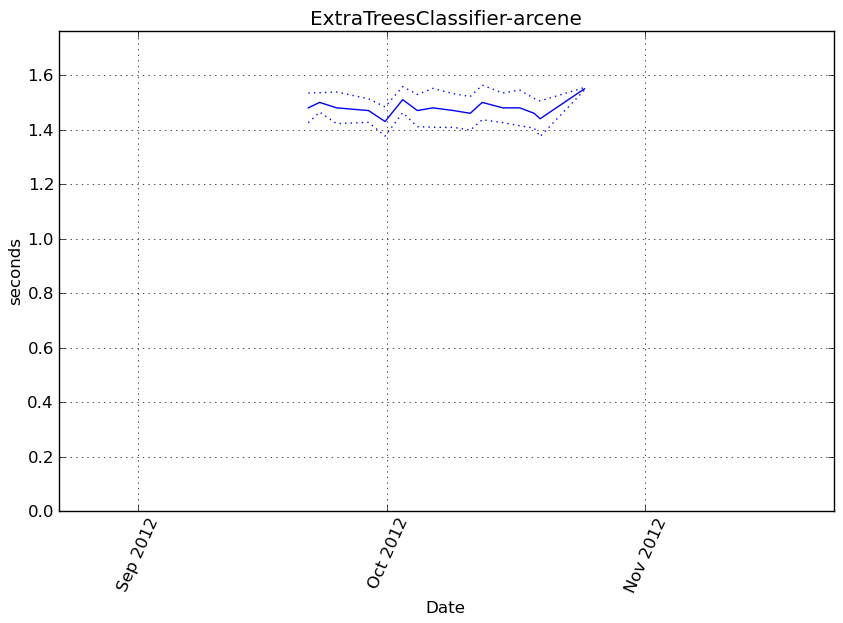 ExtraTreesClassifier-arcene
1.6
1.4
1.2
1.0
0.8
0.6
0.4
0.2
0.0
seconds
Sep 2012
Oct 2012
Nov 2012
Date